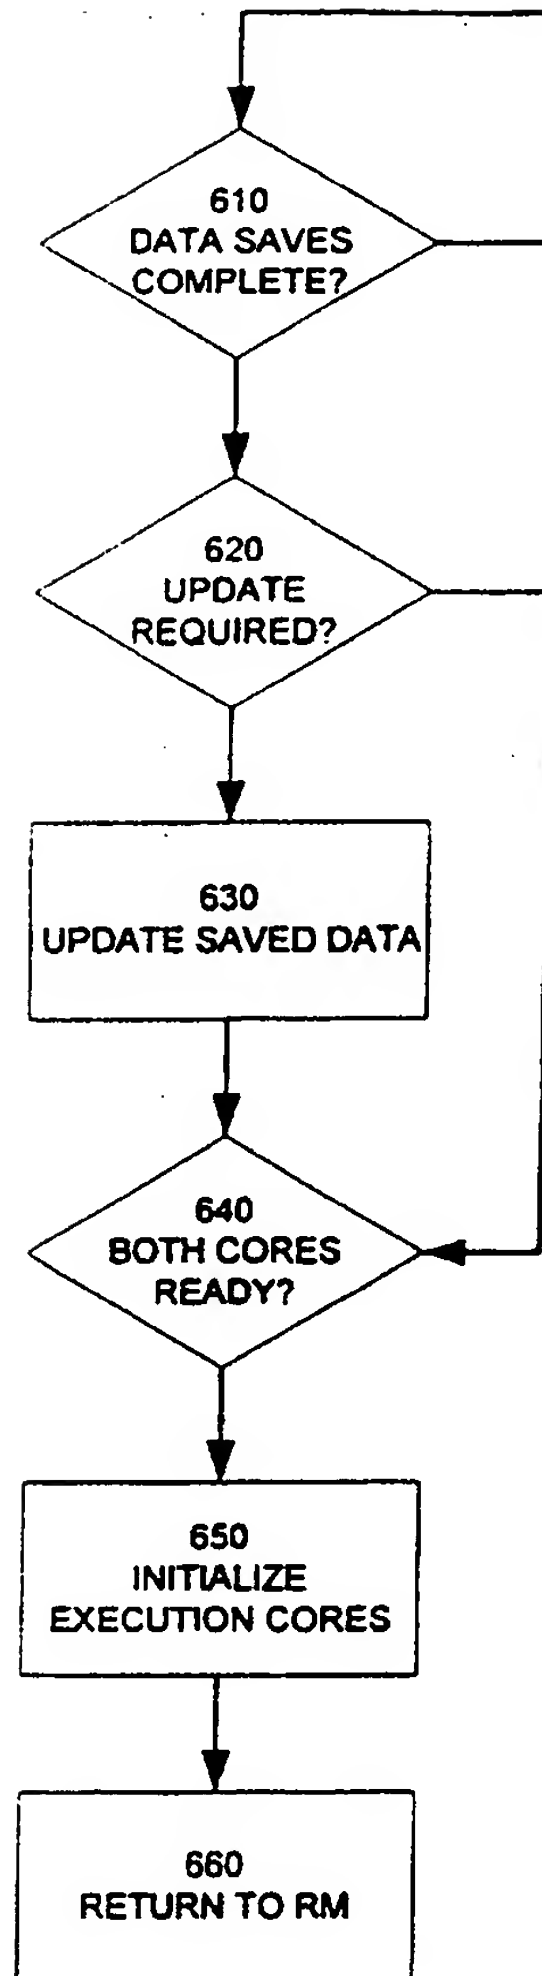 610
DATA SAVES
COMPLETE?
620
UPDATE
REQUIRED?
630
UPDATE SAVED DATA
640
BOTH CORES
READY?
650
INITIALIZE
EXECUTION CORES
660
RETURN TO RM